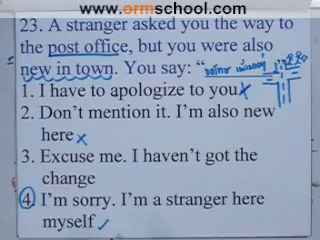 www.ormschool.com
23. A stranger asked you the way to
the post office, but you were also
new in town. You say: "
1. I have to apologize to you
2. Don't mention it. I'm also new
here
3. Excuse me. I haven't got the
change
4. I'm sorry. I'm a stranger here
myself